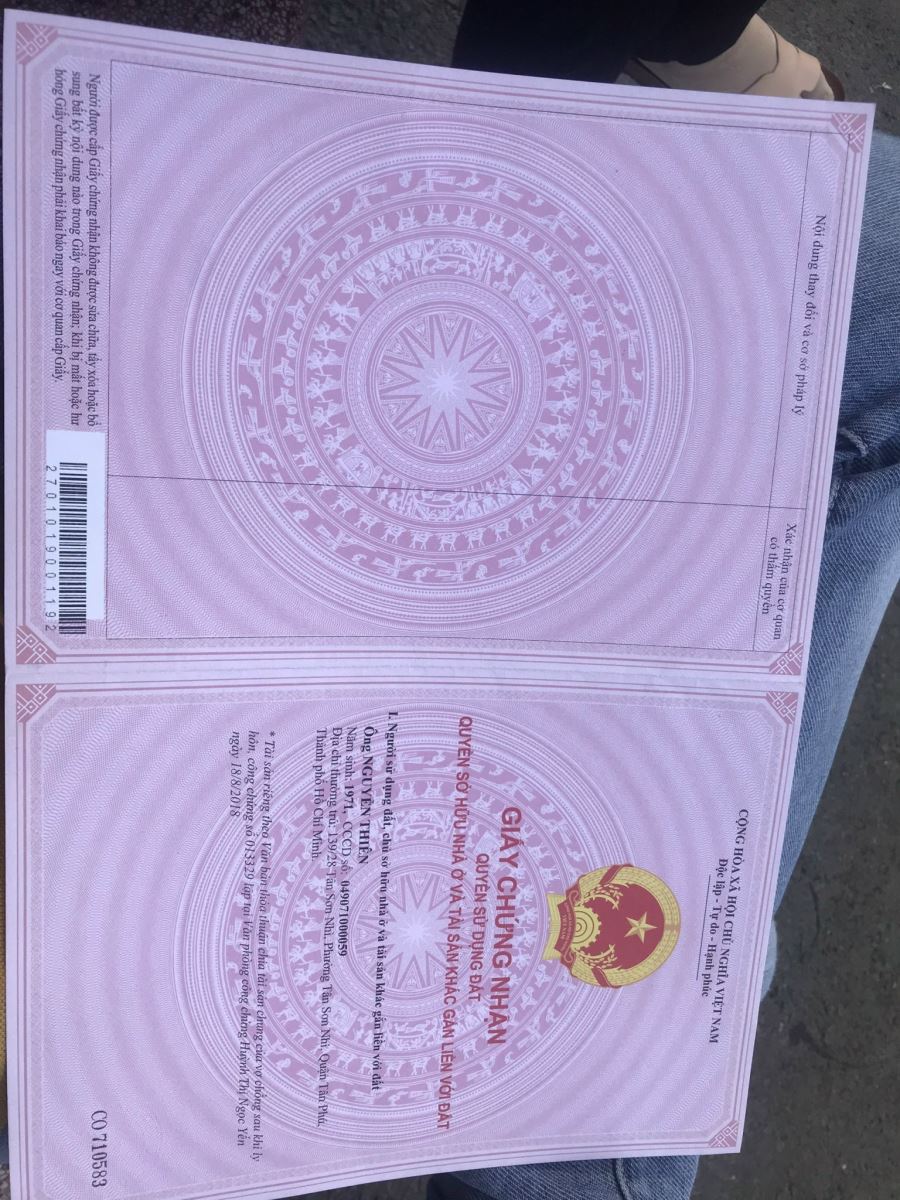 CỘNG HÒA XÃ HỘI CHỦ NGHĨA VIỆT NAM
Độc lập - Tự do - Hạnh phúc
GIẤY CHỨNG NHẬN
QUYỀN SỬ DỤNG ĐẤT
QUYỀN SỞ HỮU NHÀ Ở VÀ TÀI SẢN KHÁC GẮN LIỀN VỚI ĐẤT
I. Người sử dụng đất, chủ sở hữu nhà ở và tài sản khác gắn liền với đất
Ông NGUYỄN THIÊN
Năm sinh: 1971, CCCD số: 049071000059
Địa chỉ thường trú: 139/28 Tân Sơn Nhì, Phường Tân Sơn Nhì, Quận Tân Phú,
Thành phố Hồ Chí Minh.
* Tài sản riêng theo Văn bản thỏa thuận chia tài sản chung của vợ chồng sau khi ly
hôn, công chứng số 013329 lập tại Văn phòng công chứng Huỳnh Thị Ngọc Yến
ngày 18/8/2018
CO 710583
Nội dung thay đổi và cơ sở pháp lý
Xác nhận của cơ quan
có thẩm quyền
Người được cấp Giấy chứng nhận không được sửa chữa, tẩy xóa hoặc bổ
sung bất kỳ nội dung nào trong Giấy chứng nhận; khi bị mất hoặc hư
hỏng Giấy chứng nhận phải khai báo ngay với cơ quan cấp Giấy.
270101900119 2